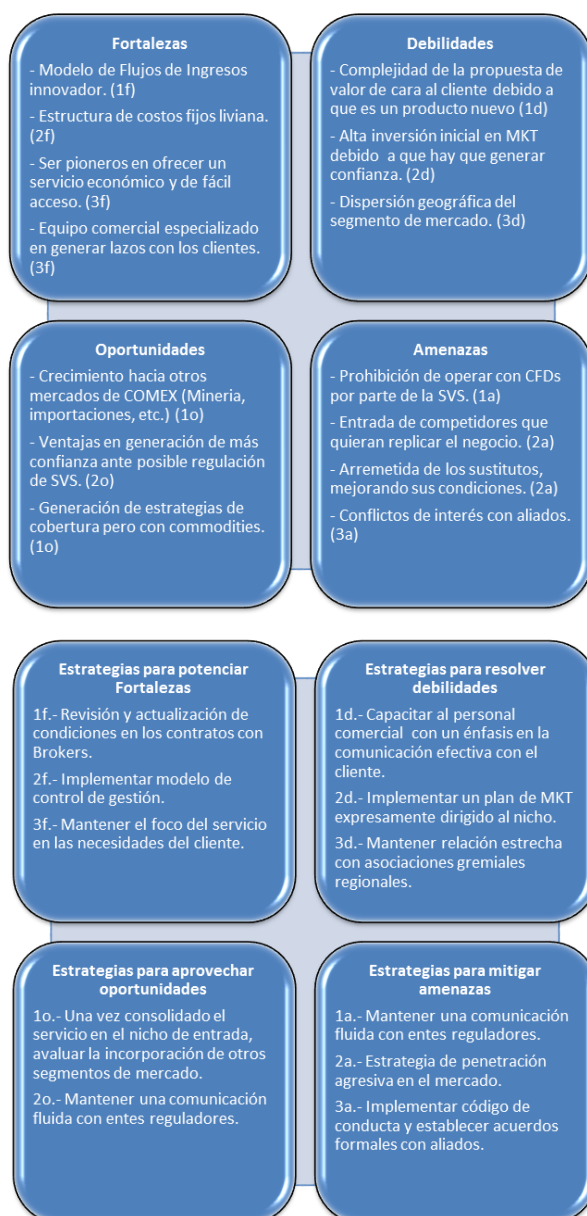 Fortalezas
- Modelo de Flujos de Ingresos
innovador. (1f)
- Estructura de costos fijos liviana.
(2f)
- Ser pioneros en ofrecer un
servicio económico y de fácil
acceso. (3f)
- Equipo comercial especializado
en generar lazos con los clientes.
(3f)
Debilidades
- Complejidad de la propuesta de
valor de cara al cliente debido a
que es un producto nuevo (1d)
- Alta inversión inicial en MKT
debido a que hay que generar
confianza. (2d)
- Dispersión geográfica del
segmento de mercado. (3d)
Oportunidades
- Crecimiento hacia otros
mercados de COMEX (Mineria,
importaciones, etc.) (1o)
- Ventajas en generación de más
confianza ante posible regulación
de SVS. (2o)
- Generación de estrategias de
cobertura pero con commodities.
(1o)
Amenazas
- Prohibición de operar con CFDs
por parte de la SVS. (1a)
- Entrada de competidores que
quieran replicar el negocio. (2a)
- Arremetida de los sustitutos,
mejorando sus condiciones. (2a)
- Conflictos de interés con aliados.
(3a)
Estrategias para potenciar
Fortalezas
1f.- Revisión y actualización de
condiciones en los contratos con
Brokers.
2f.- Implementar modelo de
control de gestión.
3f.- Mantener el foco del servicio
en las necesidades del cliente.
Estrategias para resolver
debilidades
1d.- Capacitar al personal
comercial con un énfasis en la
comunicación efectiva con el
cliente.
2d.- Implementar un plan de MKT
expresamente dirigido al nicho.
3d.- Mantener relación estrecha
con asociaciones gremiales
regionales.
Estrategias para aprovechar
oportunidades
1o.- Una vez consolidado el
servicio en el nicho de entrada,
avaluar la incorporación de otros
segmentos de mercado.
2o.- Mantener una comunicación
fluida con entes reguladores.
Estrategias para mitigar
amenazas
1a.- Mantener una comunicación
fluida con entes reguladores.
2a.- Estrategia de penetración
agresiva en el mercado.
3a.- Implementar código de
conducta y establecer acuerdos
formales con aliados.